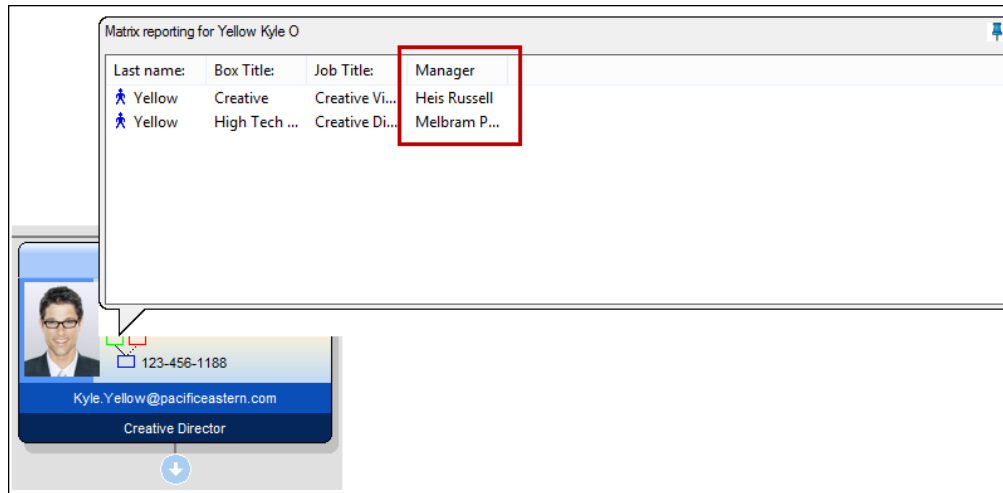 Matrix reporting for Yellow Kyle O
Last name: Box Title: Job Title: Manager
Yellow Creative Creative Vi... Heis Russell
Yellow High Tech ... Creative Di... Melbram P...
123-456-1188
Kyle.Yellow@pacificeastern.com
Creative Director